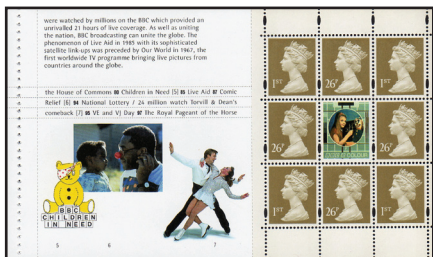 were watched by millions on the BBC which provided an
unrivalled 21 hours of live coverage. As well as uniting
the nation, BBC broadcasting can unite the globe. The
phenomenon of Live Aid in 1985 with its sophisticated
satellite link-ups was preceded by Our World in 1967, the
first worldwide TV programme bringing live pictures from
countries around the globe.
the House of Commons 80 Children in Need [5] 85 Live Aid 87 Comic
Relief [6] 94 National Lottery / 24 million watch Torvill & Dean's
comeback [7] 95 VE and VJ Day 97 The Royal Pageant of the Horse
BBC
CHILDREN
IN NEED
5 6 7
1ST 26P 1ST
26P 26P
1ST 26P 1ST